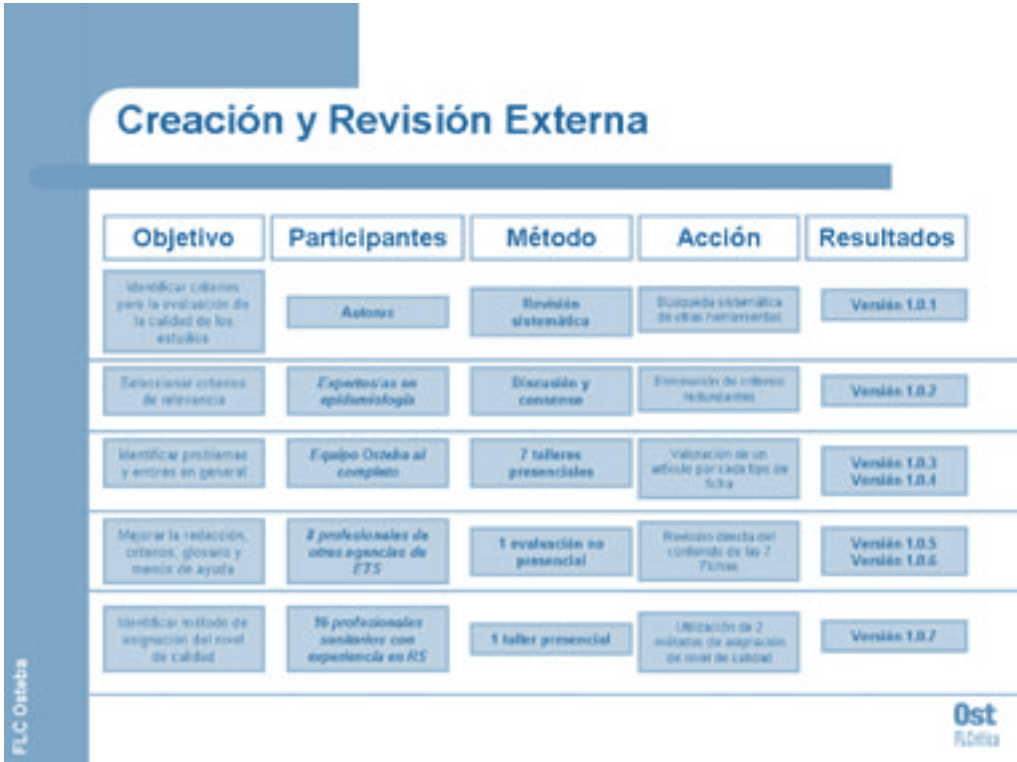 Creación y Revisión Externa
Objetivo
Participantes
Método
Acción
Resultados
Identificar criterios
para la evaluación de
la calidad de los
estudios
Autores
Revisión
sistemática
Búsqueda sistemática
de otras herramientas
Versión 1.0.1
Seleccionar criterios
de relevancia
Expertos/as en
epidemiología
Discusión y
consenso
Eliminación de criterios
redundantes
Versión 1.0.2
Identificar problemas
y errores en general
Equipo Osteba al
completo
7 talleres
presenciales
Valoración de un
artículo por cada tipo de
ficha
Versión 1.0.3
Versión 1.0.4
Mejorar la redacción,
criterios, glosario y
menús de ayuda
8 profesionales de
otras agencias de
ETS
1 evaluación no
presencial
Revisión directa del
contenido de las 7
Fichas
Versión 1.0.5
Versión 1.0.6
Identificar método de
asignación del nivel
de calidad
16 profesionales
sanitarios con
experiencia en RS
1 taller presencial
Utilización de 2
métodos de asignación
de nivel de calidad
Versión 1.0.7
FLC Osteba
Ost
FLCrítica